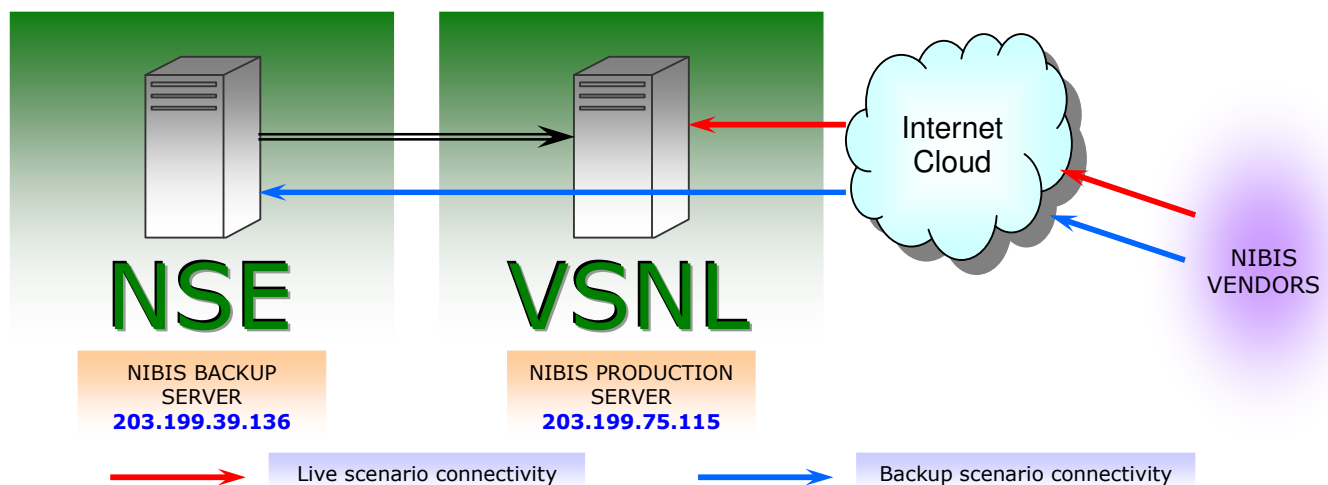 Internet
Cloud
NIBIS
VENDORS
NSE
VSNL
NIBIS BACKUP
SERVER
203.199.39.136
NIBIS PRODUCTION
SERVER
203.199.75.115
Live scenario connectivity
Backup scenario connectivity